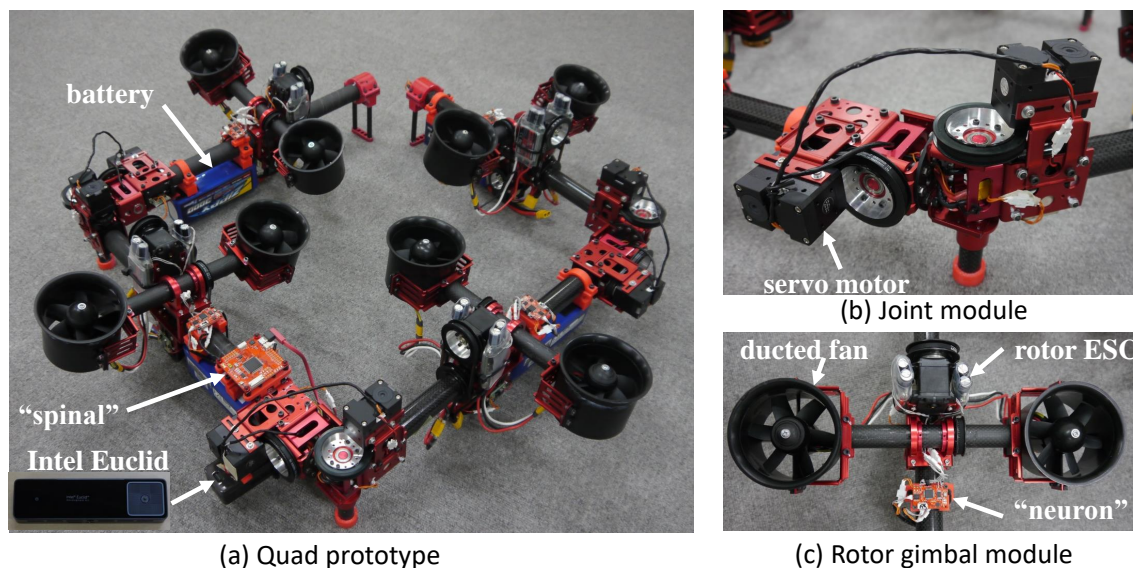 battery
"spinal"
Intel Euclid
(a) Quad prototype
servo motor
(b) Joint module
ducted fan
rotor ESC
"neuron"
(c) Rotor gimbal module